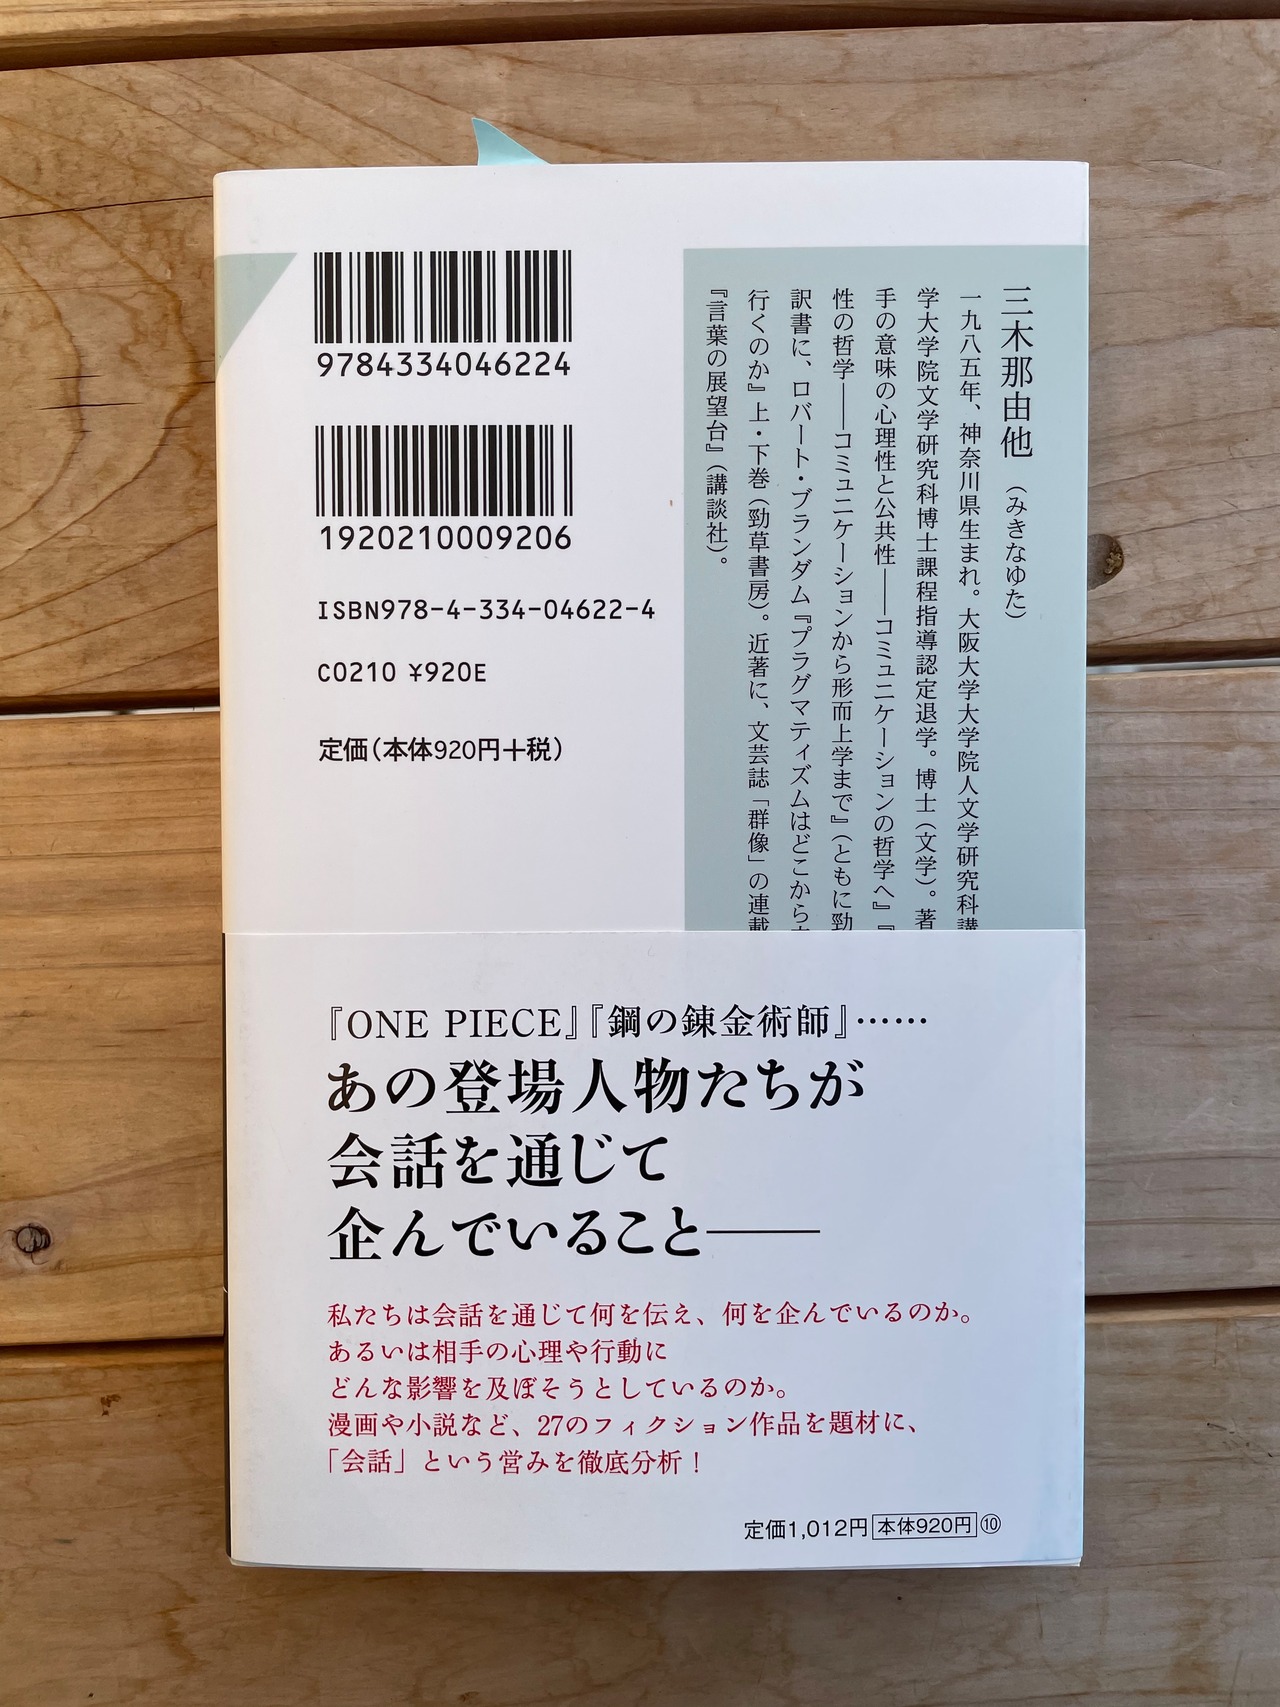 三木那由他（みきなゆた）
一九八五年、神奈川県生まれ。大阪大学大学院人文学研究科講
学大学院文学研究科博士課程指導認定退学。博士（文学）。著
手の意味の心理性と公共性――コミュニケーションの哲学へ』『
性の哲学――コミュニケーションから形而上学まで』（ともに勁
訳書に、ロバート・ブランダム『プラグマティズムはどこから
行くのか』上・下巻（勁草書房）。近著に、文芸誌「群像」の連載
『言葉の展望台』（講談社）。
9784334046224
1920210009206
ISBN978-4-334-04622-4
C0210 ¥920E
定価（本体920円＋税）
『ONE PIECE』『鋼の錬金術師』……
あの登場人物たちが
会話を通じて
企んでいること――
私たちは会話を通じて何を伝え、何を企んでいるのか。
あるいは相手の心理や行動に
どんな影響を及ぼそうとしているのか。
漫画や小説など、27のフィクション作品を題材に、
「会話」という営みを徹底分析！
定価1,012円 本体920円 ⑩